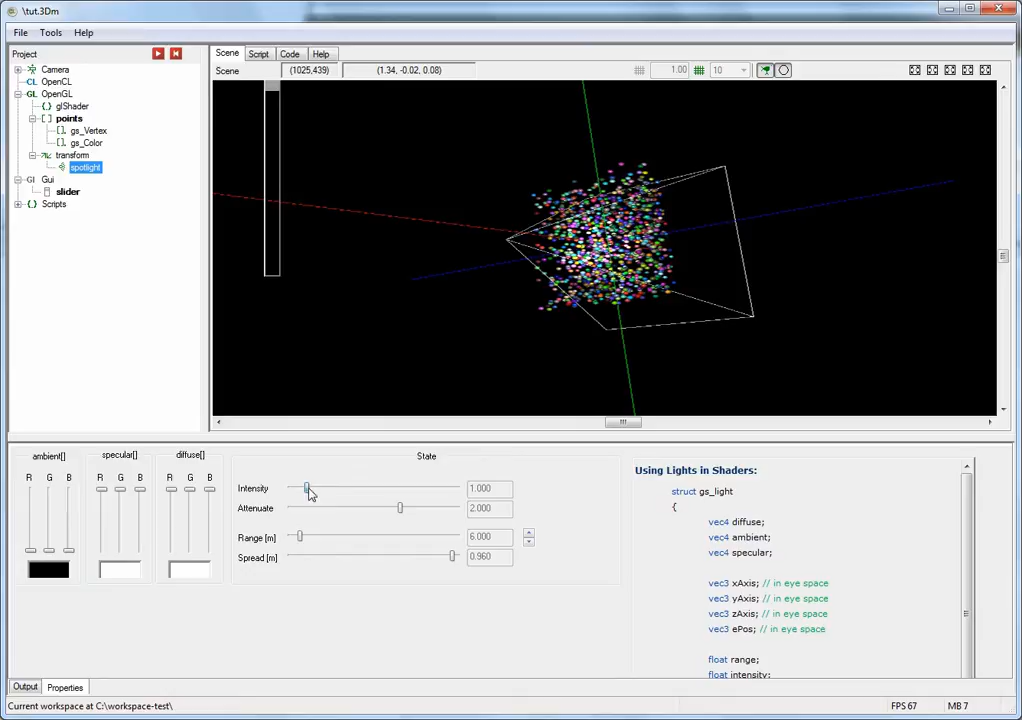 \tut.3Dm
File Tools Help
Project
Scene Script Code Help
Scene (1025,439) (1.34, -0.02, 0.08) 1.00 10
Camera
CL OpenCL
GL OpenGL
{} glShader
[] points
[]. gs_Vertex
[]. gs_Color
transform
spotlight
GI Gui
slider
{} Scripts
ambient[] specular[] diffuse[] State
R G B R G B R G B
Intensity 1.000
Attenuate 2.000
Range [m] 6.000
Spread [m] 0.960
Using Lights in Shaders:
struct gs_light
{
vec4 diffuse;
vec4 ambient;
vec4 specular;
vec3 xAxis; // in eye space
vec3 yAxis; // in eye space
vec3 zAxis; // in eye space
vec3 ePos; // in eye space
float range;
float intensity;
Output Properties
Current workspace at C:\workspace-test\ FPS 67 MB 7